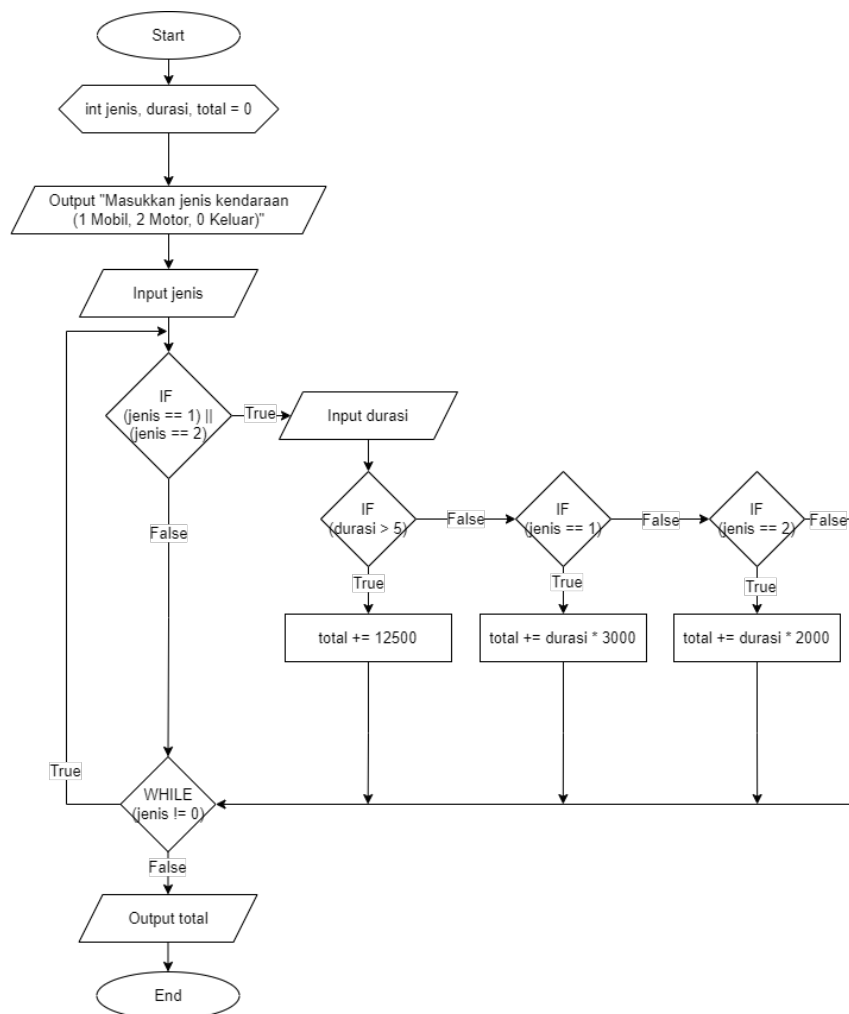 Start
int jenis, durasi, total = 0
Output "Masukkan jenis kendaraan
(1 Mobil, 2 Motor, 0 Keluar)"
Input jenis
IF
(jenis == 1) ||
(jenis == 2)
True
Input durasi
False
IF
(durasi > 5)
False
IF
(jenis == 1)
False
IF
(jenis == 2)
False
True
True
True
total += 12500
total += durasi * 3000
total += durasi * 2000
True
WHILE
(jenis != 0)
False
Output total
End